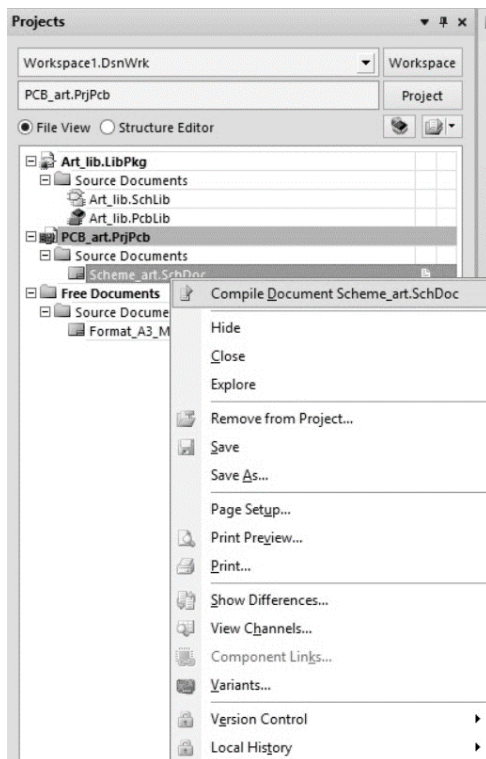 Projects
Workspace1.DsnWrk
Workspace
PCB_art.PrjPcb
Project
File View
Structure Editor
Art_lib.LibPkg
Source Documents
Art_lib.SchLib
Art_lib.PcbLib
PCB_art.PrjPcb
Source Documents
Scheme_art.SchDoc
Free Documents
Source Docume
Format_A3_M
Compile Document Scheme_art.SchDoc
Hide
Close
Explore
Remove from Project...
Save
Save As...
Page Setup...
Print Preview...
Print...
Show Differences...
View Channels...
Component Links...
Variants...
Version Control
Local History